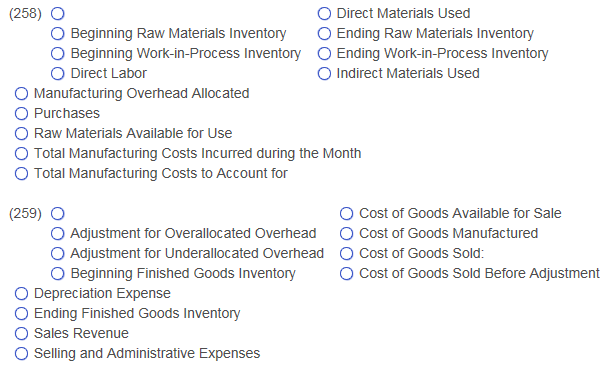 (258)
Beginning Raw Materials Inventory
Beginning Work-in-Process Inventory
Direct Labor
Direct Materials Used
Ending Raw Materials Inventory
Ending Work-in-Process Inventory
Indirect Materials Used
Manufacturing Overhead Allocated
Purchases
Raw Materials Available for Use
Total Manufacturing Costs Incurred during the Month
Total Manufacturing Costs to Account for
(259)
Adjustment for Overallocated Overhead
Adjustment for Underallocated Overhead
Beginning Finished Goods Inventory
Cost of Goods Available for Sale
Cost of Goods Manufactured
Cost of Goods Sold:
Cost of Goods Sold Before Adjustment
Depreciation Expense
Ending Finished Goods Inventory
Sales Revenue
Selling and Administrative Expenses